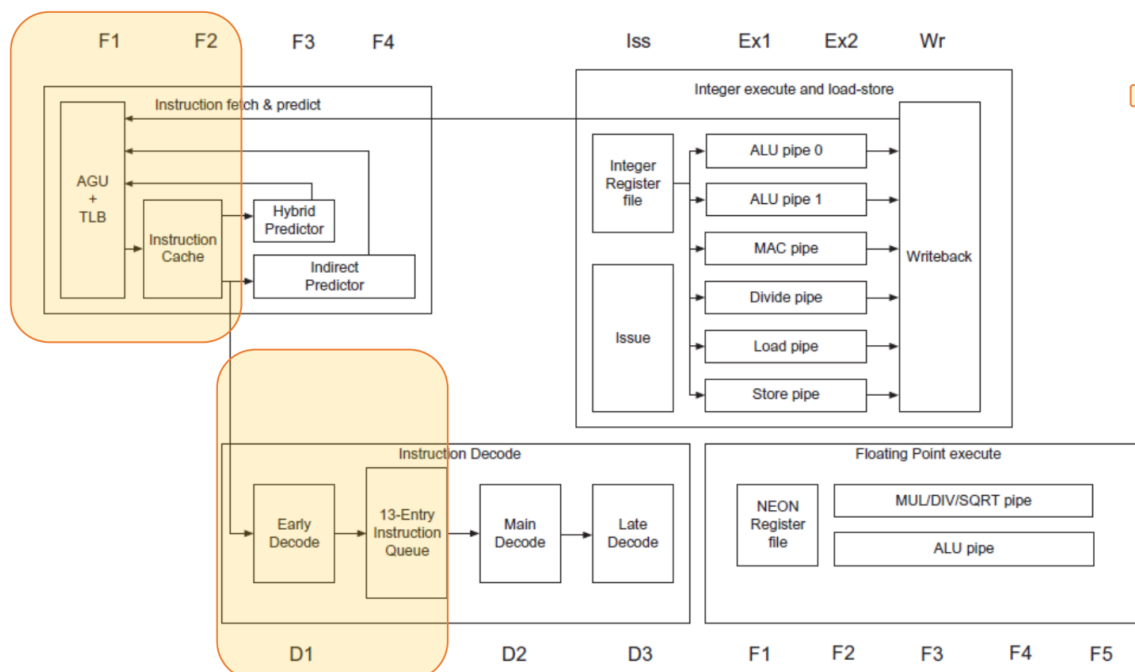 F1 F2 F3 F4
Iss Ex1 Ex2 Wr
Instruction fetch & predict
AGU
+
TLB
Instruction
Cache
Hybrid
Predictor
Indirect
Predictor
Integer execute and load-store
Integer
Register
file
Issue
ALU pipe 0
ALU pipe 1
MAC pipe
Divide pipe
Load pipe
Store pipe
Writeback
Instruction Decode
Early
Decode
13-Entry
Instruction
Queue
Main
Decode
Late
Decode
Floating Point execute
NEON
Register
file
MUL/DIV/SQRT pipe
ALU pipe
D1 D2 D3
F1 F2 F3 F4 F5